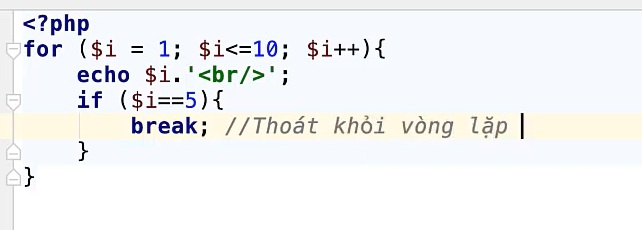 <?php
for ($i = 1; $i<=10; $i++){
    echo $i.'<br/>';
    if ($i==5){
        break; //Thoát khỏi vòng lặp
    }
}